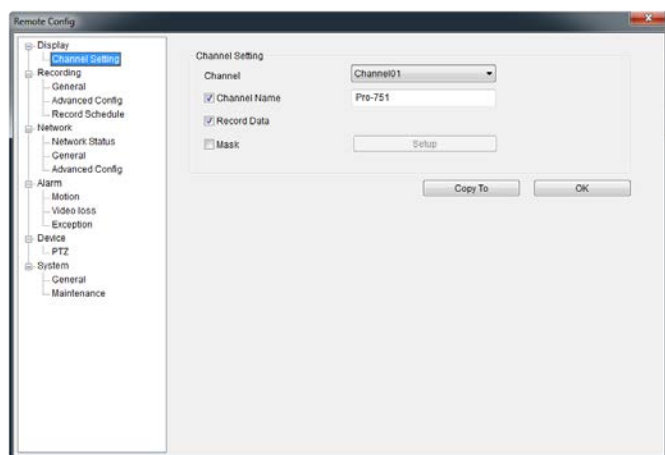 Remote Config
Display
Channel Setting
Recording
General
Advanced Config
Record Schedule
Network
Network Status
General
Advanced Config
Alarm
Motion
Video loss
Exception
Device
PTZ
System
General
Maintenance
Channel Setting
Channel Channel01
Channel Name Pro-751
Record Data
Mask Setup
Copy To OK